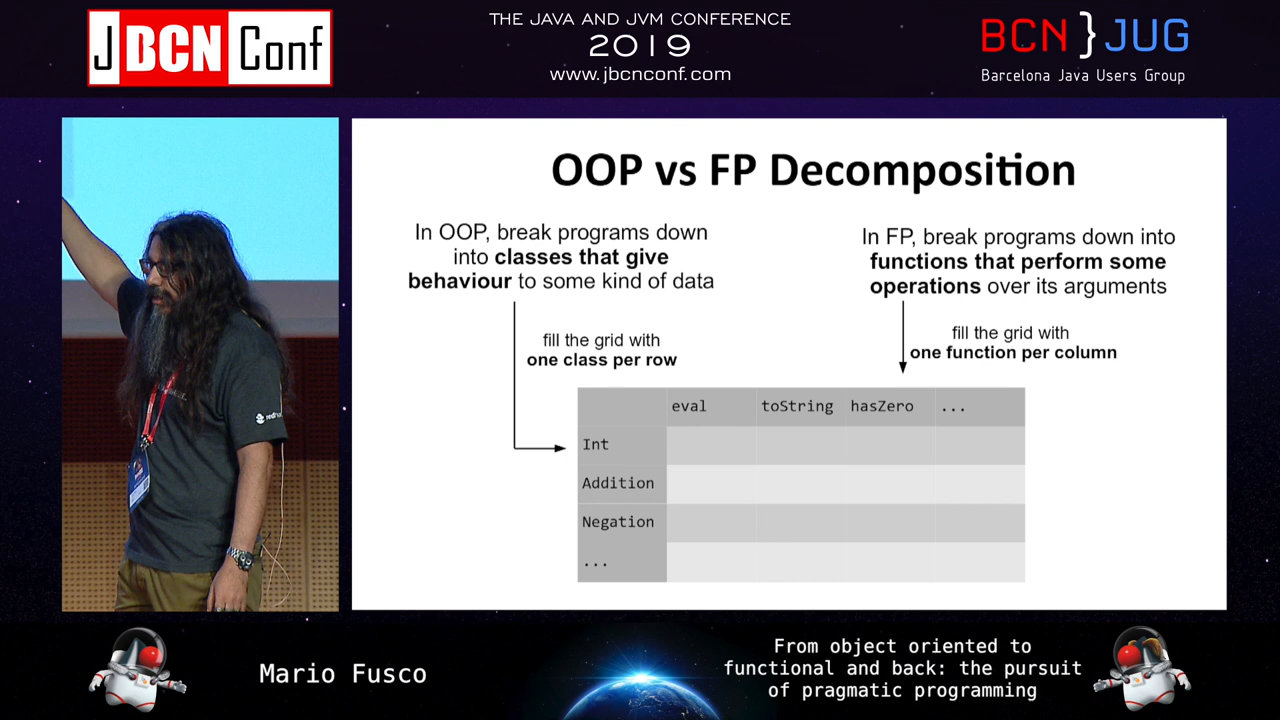 JBCNConf
THE JAVA AND JVM CONFERENCE
2019
www.jbcnconf.com
BCN}JUG
Barcelona Java Users Group
OOP vs FP Decomposition
In OOP, break programs down
into classes that give
behaviour to some kind of data
In FP, break programs down into
functions that perform some
operations over its arguments
fill the grid with
one class per row
fill the grid with
one function per column
eval toString hasZero ...
Int
Addition
Negation
...
Mario Fusco
From object oriented to
functional and back: the pursuit
of pragmatic programming